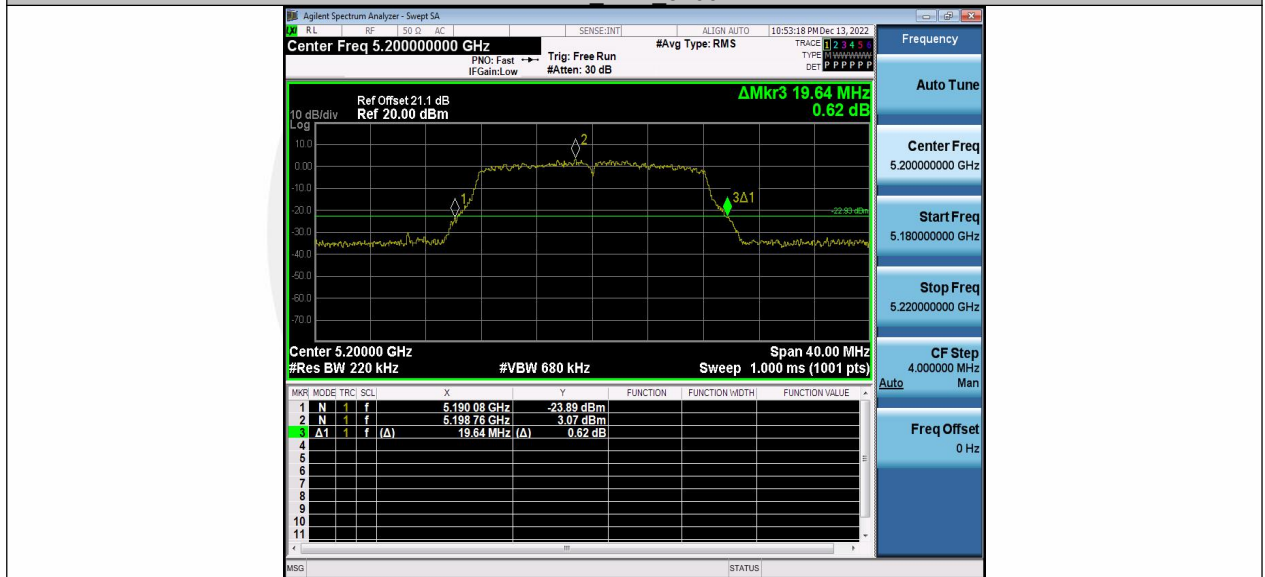 Agilent Spectrum Analyzer - Swept SA
RL RF 50 Ω AC SENSE:INT ALIGN AUTO 10:53:18 PM Dec 13, 2022
Center Freq 5.200000000 GHz #Avg Type: RMS TRACE 1 2 3 4 5 6
PNO: Fast Trig: Free Run TYPE M W W W W W
IFGain:Low #Atten: 30 dB DET P P P P P P
Frequency
Auto Tune
Center Freq
5.200000000 GHz
Start Freq
5.180000000 GHz
Stop Freq
5.220000000 GHz
CF Step
4.000000 MHz
Auto Man
Freq Offset
0 Hz
ΔMkr3 19.64 MHz
0.62 dB
Ref Offset 21.1 dB
10 dB/div Ref 20.00 dBm
Log
10.0
0.00
-10.0
-20.0
-30.0
-40.0
-50.0
-60.0
-70.0
1
2
3Δ1
-22.93 dBm
Center 5.20000 GHz Span 40.00 MHz
#Res BW 220 kHz #VBW 680 kHz Sweep 1.000 ms (1001 pts)
MKR MODE TRC SCL X Y FUNCTION FUNCTION WIDTH FUNCTION VALUE
1 N 1 f 5.190 08 GHz -23.89 dBm
2 N 1 f 5.198 76 GHz 3.07 dBm
3 Δ1 1 f (Δ) 19.64 MHz (Δ) 0.62 dB
4
5
6
7
8
9
10
11
MSG STATUS